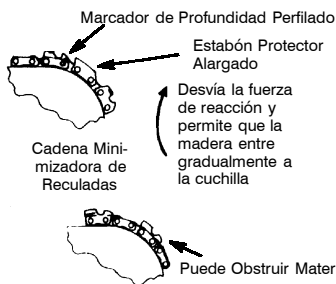 Marcador de Profundidad Perfilado
Estabón Protector
Alargado
Desvía la fuerza
de reacción y
permite que la
madera entre
gradualmente a
la cuchilla
Cadena Mini-
mizadora de
Reculadas
Puede Obstruir Mater